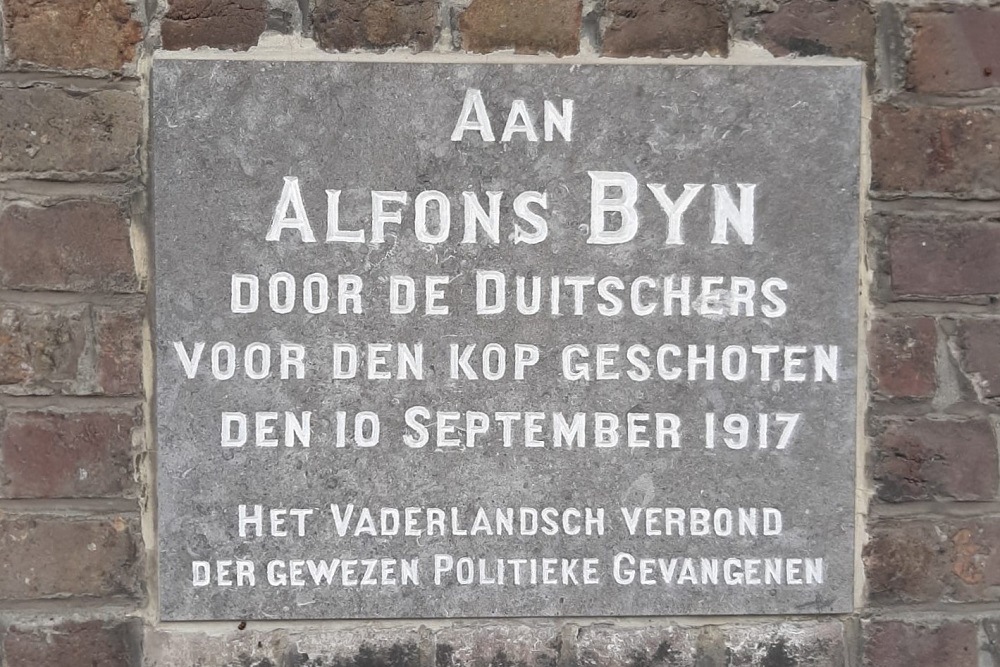 AAN
ALFONS BYN
DOOR DE DUITSCHERS
VOOR DEN KOP GESCHOTEN
DEN 10 SEPTEMBER 1917
HET VADERLANDSCH VERBOND
DER GEWEZEN POLITIEKE GEVANGENEN